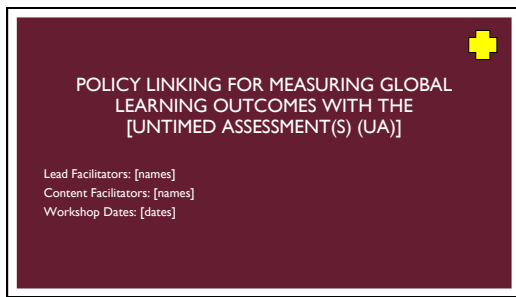 POLICY LINKING FOR MEASURING GLOBAL
LEARNING OUTCOMES WITH THE
[UNTIMED ASSESSMENT(S) (UA)]
Lead Facilitators: [names]
Content Facilitators: [names]
Workshop Dates: [dates]